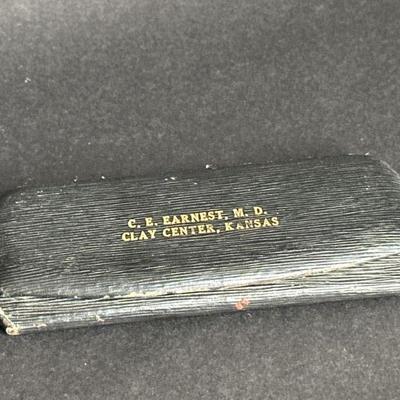 C. E. EARNEST, M. D.
CLAY CENTER, KANSAS